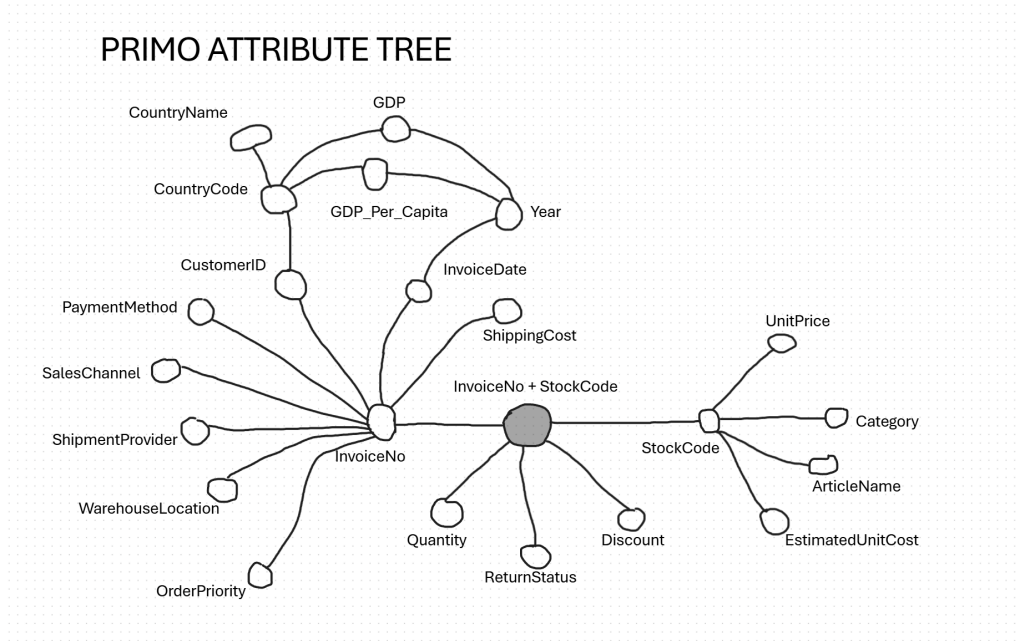 PRIMO ATTRIBUTE TREE
GDP
CountryName
CountryCode
GDP_Per_Capita
Year
CustomerID
InvoiceDate
PaymentMethod
ShippingCost
UnitPrice
SalesChannel
InvoiceNo + StockCode
Category
ShipmentProvider
InvoiceNo
StockCode
ArticleName
WarehouseLocation
Quantity
Discount
EstimatedUnitCost
ReturnStatus
OrderPriority